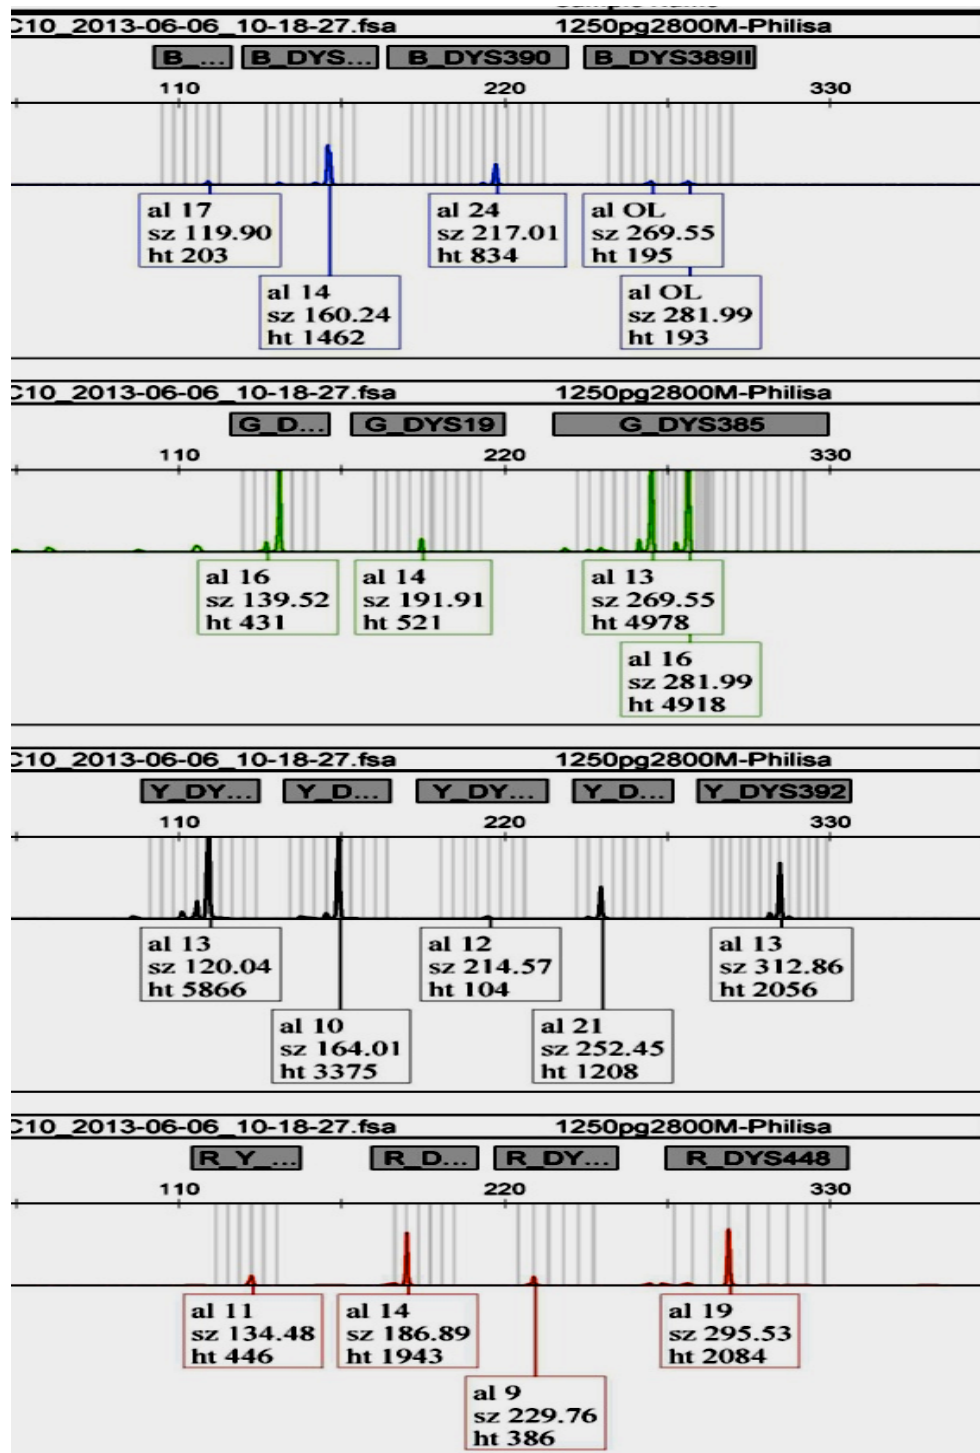 C10_2013-06-06_10-18-27.fsa 1250pg2800M-Philisa
B_... B_DYS... B_DYS390 B_DYS389II
110 220 330
al 17 al 24 al OL
sz 119.90 sz 217.01 sz 269.55
ht 203 ht 834 ht 195
al 14 al OL
sz 160.24 sz 281.99
ht 1462 ht 193
C10_2013-06-06_10-18-27.fsa 1250pg2800M-Philisa
G_D... G_DYS19 G_DYS385
110 220 330
al 16 al 14 al 13
sz 139.52 sz 191.91 sz 269.55
ht 431 ht 521 ht 4978
al 16
sz 281.99
ht 4918
C10_2013-06-06_10-18-27.fsa 1250pg2800M-Philisa
Y_DY... Y_D... Y_DY... Y_D... Y_DYS392
110 220 330
al 13 al 12 al 13
sz 120.04 sz 214.57 sz 312.86
ht 5866 ht 104 ht 2056
al 10 al 21
sz 164.01 sz 252.45
ht 3375 ht 1208
C10_2013-06-06_10-18-27.fsa 1250pg2800M-Philisa
R_Y_... R_D... R_DY... R_DYS448
110 220 330
al 11 al 14 al 19
sz 134.48 sz 186.89 sz 295.53
ht 446 ht 1943 ht 2084
al 9
sz 229.76
ht 386